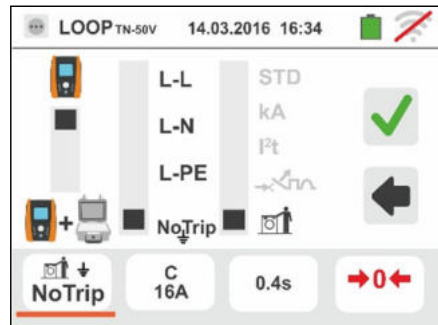 LOOP TN-50V 14.03.2016 16:34
L-L STD
L-N kA
I²t
L-PE
+ NoTrip
NoTrip
C
16A
0.4s
→0←